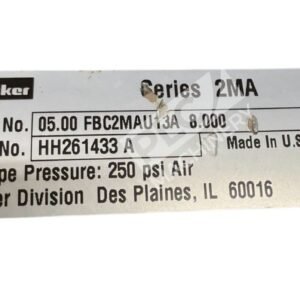 ker Series 2MA
No. 05.00 FBC2MAU13A 8.000
No. HH261433 A Made in U.S
pe Pressure: 250 psi Air
er Division Des Plaines, IL 60016